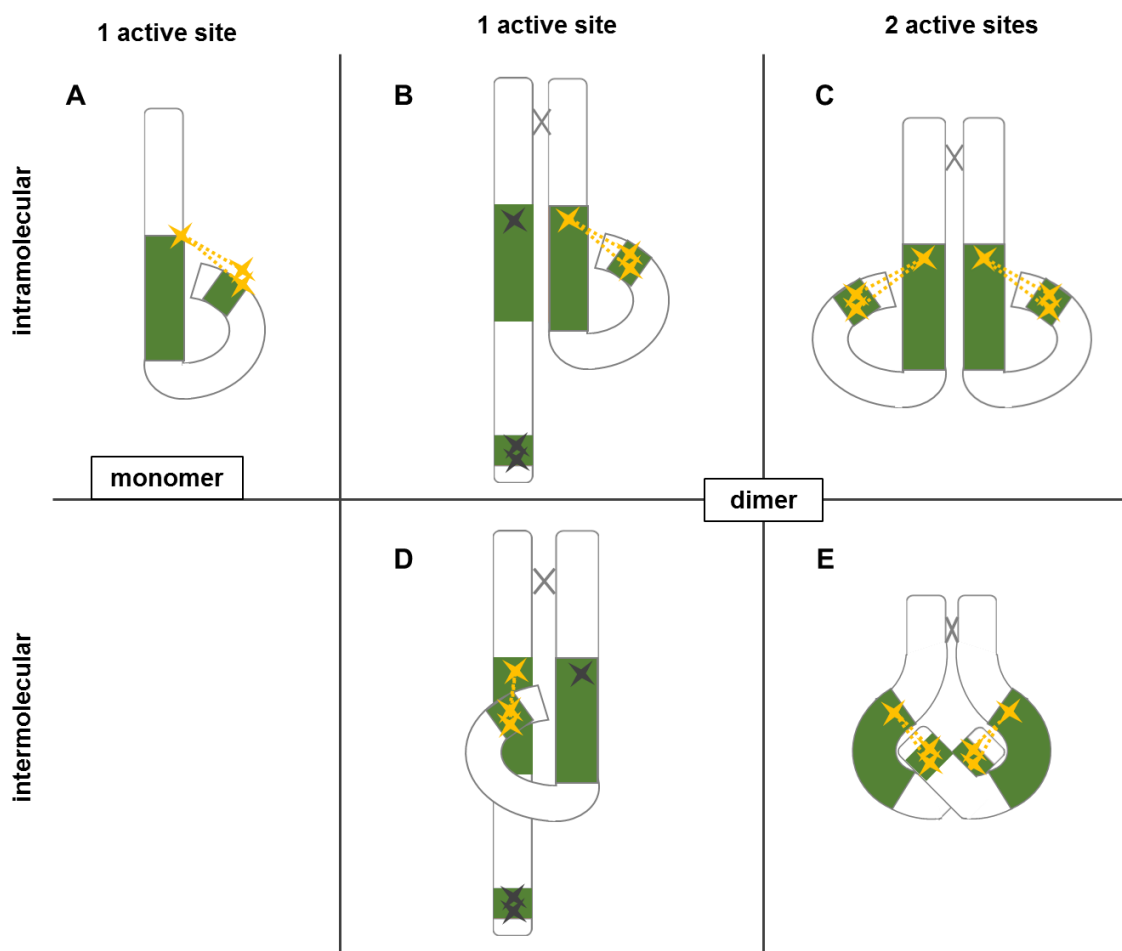 1 active site
1 active site
2 active sites
A
B
C
intramolecular
monomer
dimer
D
E
intermolecular